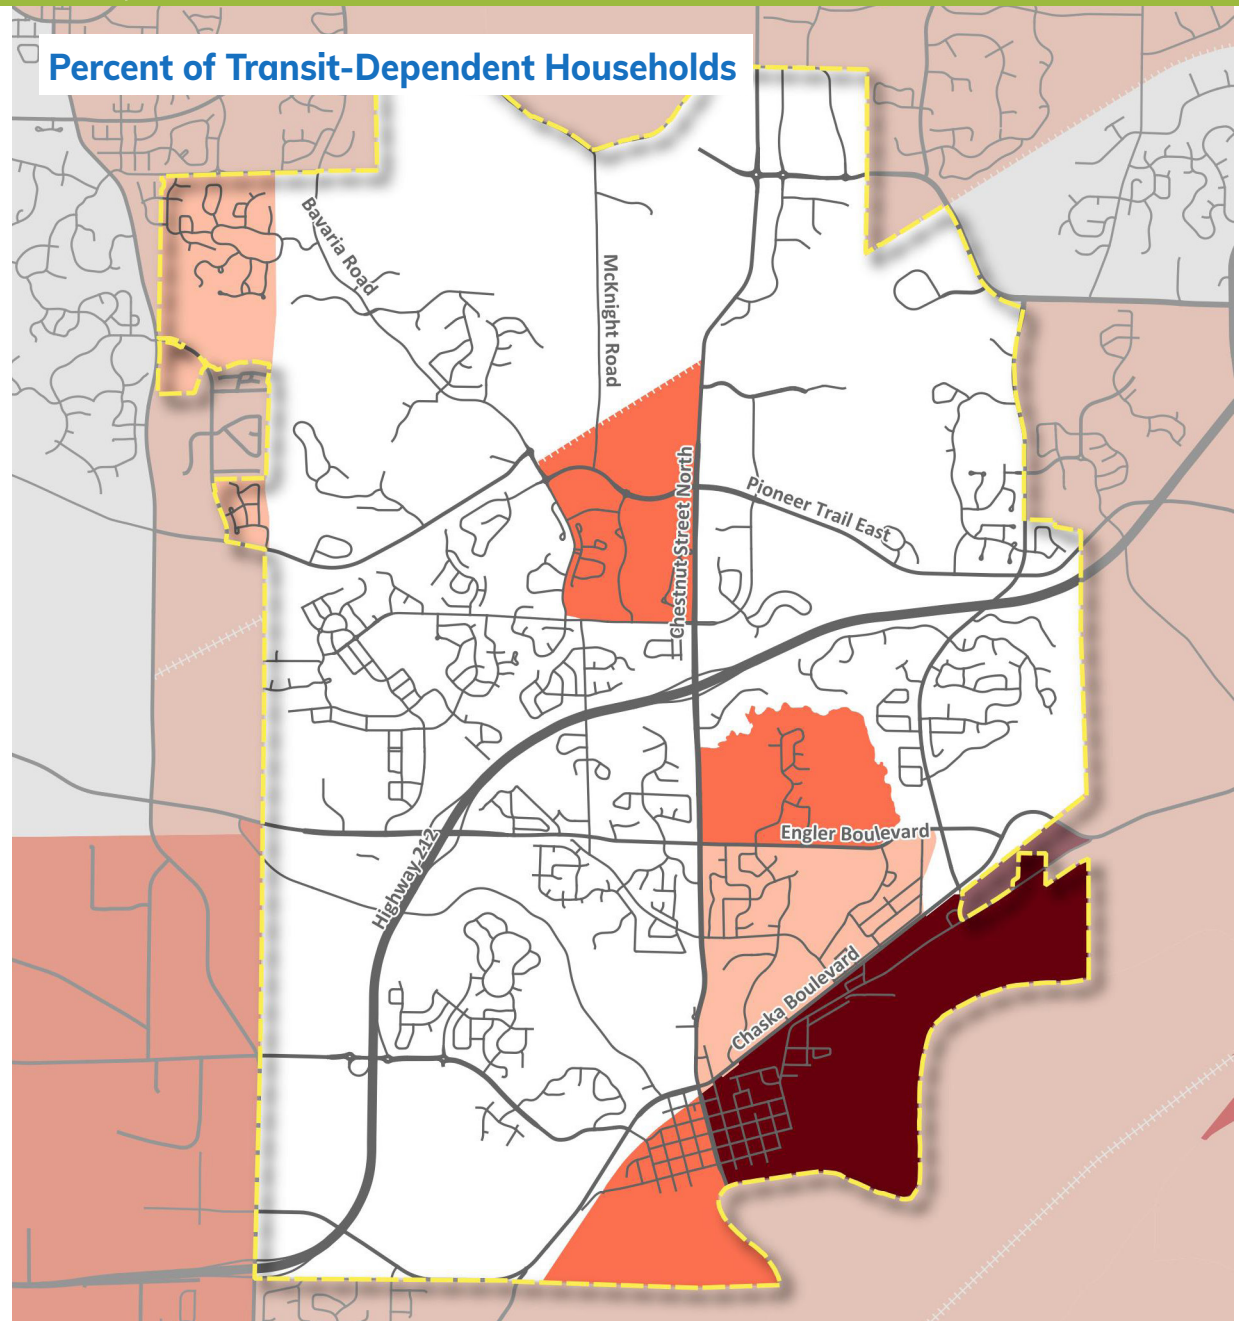 Percent of Transit-Dependent Households
Bavaria Road
McKnight Road
Chestnut Street North
Pioneer Trail East
Engler Boulevard
Highway 212
Chaska Boulevard